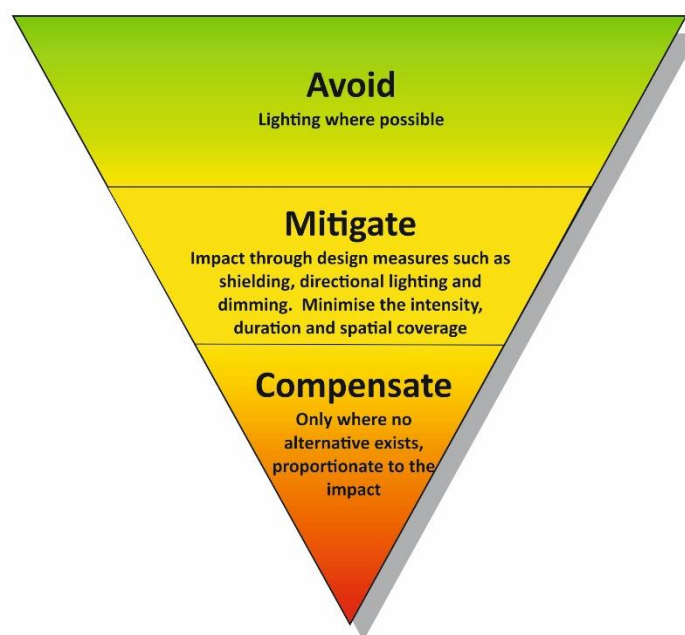 Avoid
Lighting where possible
Mitigate
Impact through design measures such as
shielding, directional lighting and
dimming.  Minimise the intensity,
duration and spatial coverage
Compensate
Only where no
alternative exists,
proportionate to the
impact